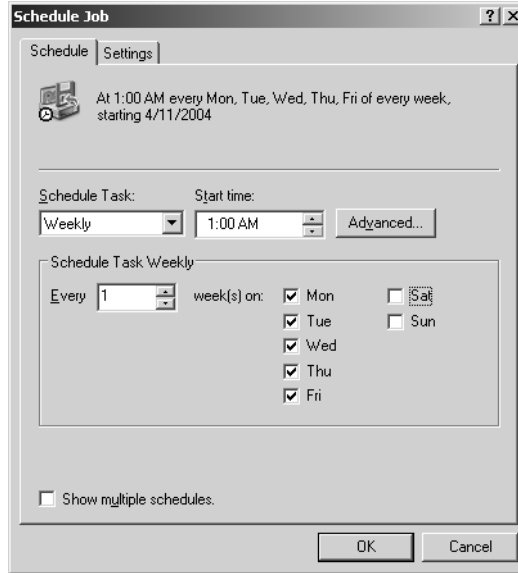 Schedule Job
Schedule Settings
At 1:00 AM every Mon, Tue, Wed, Thu, Fri of every week,
starting 4/11/2004
Schedule Task: Start time:
Weekly 1:00 AM Advanced...
Schedule Task Weekly
Every 1 week(s) on: Mon Sat
Tue Sun
Wed
Thu
Fri
Show multiple schedules.
OK Cancel